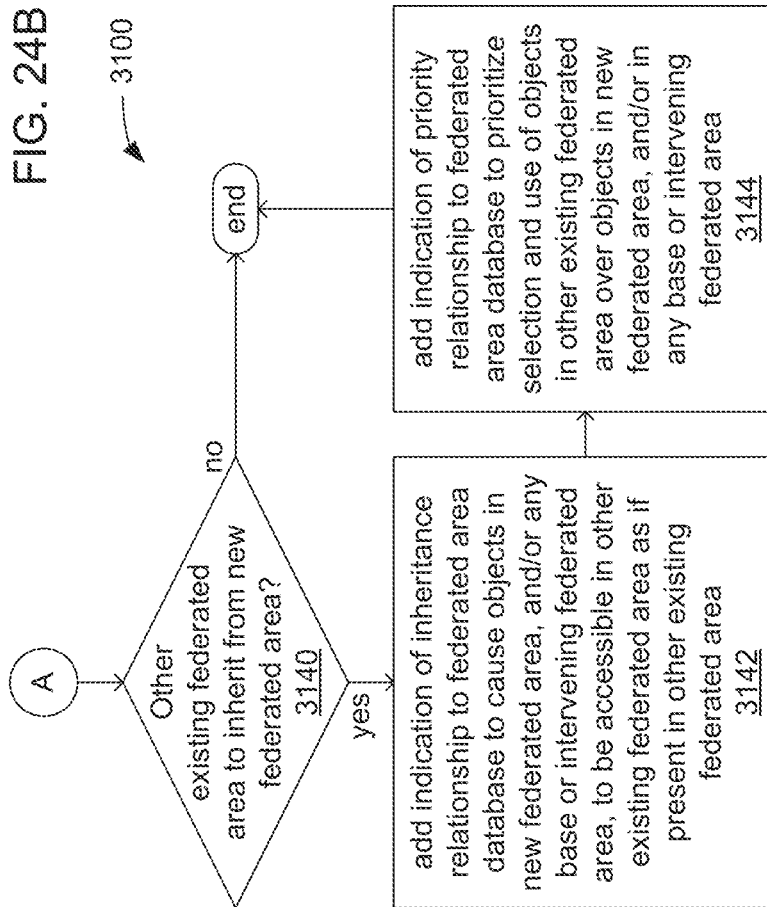 FIG. 24B
3100
A
Other
existing federated
area to inherit from new
federated area?
3140
no
yes
end
add indication of inheritance
relationship to federated area
database to cause objects in
new federated area, and/or any
base or intervening federated
area, to be accessible in other
existing federated area as if
present in other existing
federated area
3142
add indication of priority
relationship to federated
area database to prioritize
selection and use of objects
in other existing federated
area over objects in new
federated area, and/or in
any base or intervening
federated area
3144